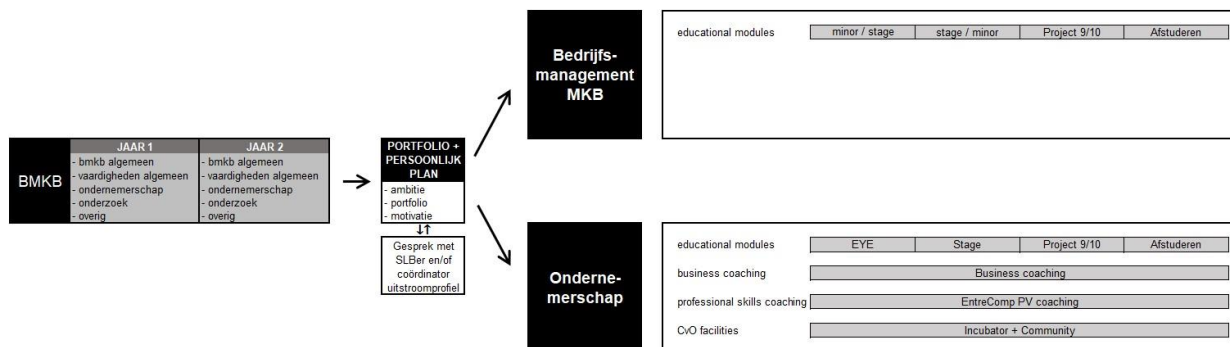 BMKB
JAAR 1
- bmkb algemeen
- vaardigheden algemeen
- ondernemerschap
- onderzoek
- overig
JAAR 2
- bmkb algemeen
- vaardigheden algemeen
- ondernemerschap
- onderzoek
- overig
PORTFOLIO +
PERSOONLIJK
PLAN
- ambitie
- portfolio
- motivatie
↓↑
Gesprek met
SLBer en/of
coördinator
uitstroomprofiel
Bedrijfs-
management
MKB
educational modules minor / stage stage / minor Project 9/10 Afstuderen
Onderne-
merschap
educational modules EYE Stage Project 9/10 Afstuderen
business coaching Business coaching
professional skills coaching EntreComp PV coaching
CvO facilities Incubator + Community